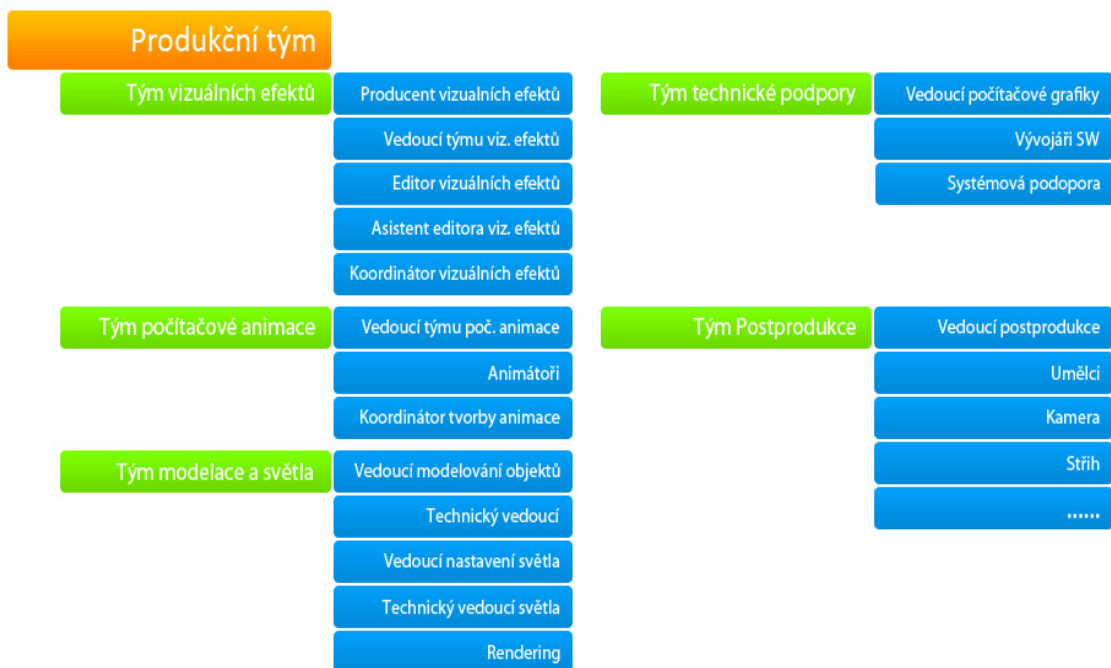 Produkční tým
Tým vizuálních efektů
Producent vizualních efektů
Vedoucí týmu viz. efektů
Editor vizuálních efektů
Asistent editora viz. efektů
Koordinátor vizuálních efektů
Tým technické podpory
Vedoucí počítačové grafiky
Vývojáři SW
Systémová podopora
Tým počítačové animace
Vedoucí týmu poč. animace
Animátoři
Koordinátor tvorby animace
Tým Postprodukce
Vedoucí postprodukce
Umělci
Kamera
Střih
......
Tým modelace a světla
Vedoucí modelování objektů
Technický vedoucí
Vedoucí nastavení světla
Technický vedoucí světla
Rendering